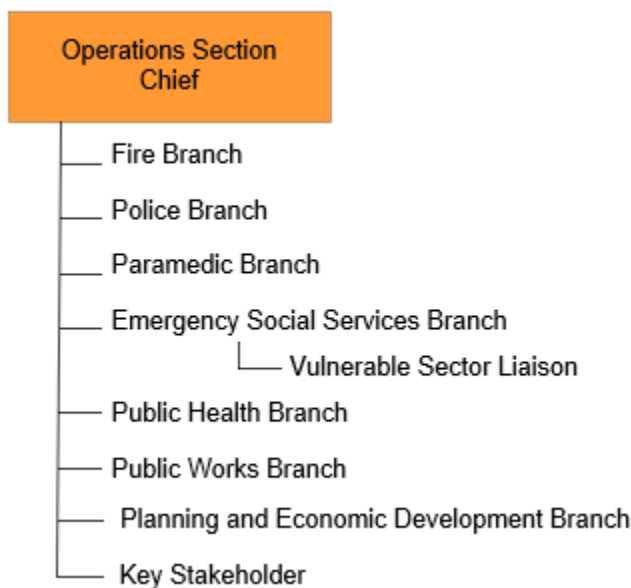 Operations Section
Chief
Fire Branch
Police Branch
Paramedic Branch
Emergency Social Services Branch
Vulnerable Sector Liaison
Public Health Branch
Public Works Branch
Planning and Economic Development Branch
Key Stakeholder